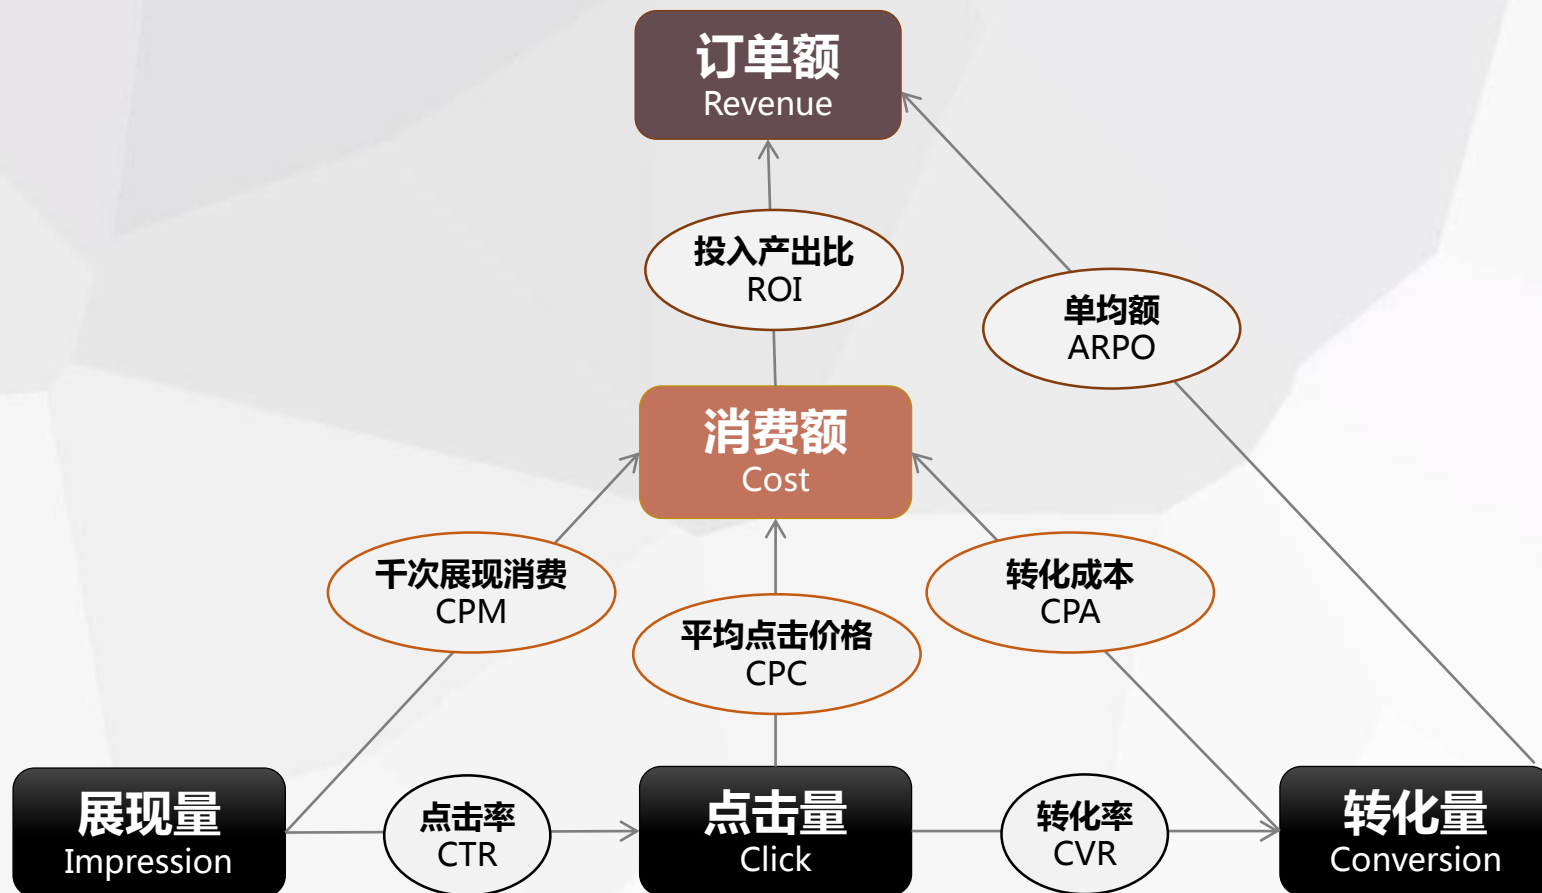 订单额
Revenue
投入产出比
ROI
单均额
ARPO
消费额
Cost
千次展现消费
CPM
平均点击价格
CPC
转化成本
CPA
展现量
Impression
点击率
CTR
点击量
Click
转化率
CVR
转化量
Conversion